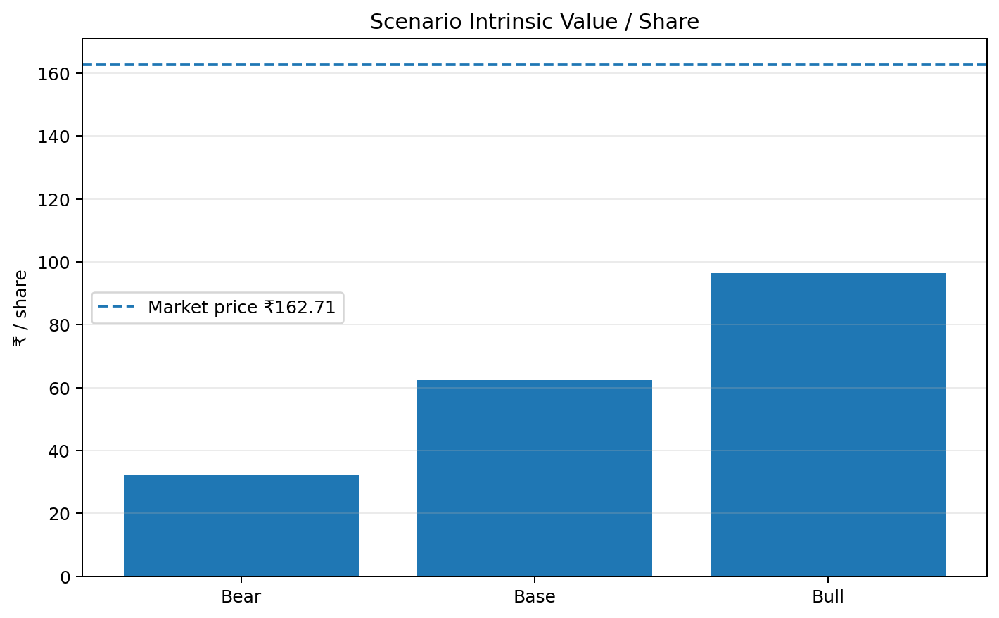 Scenario Intrinsic Value / Share
₹ / share
160
140
120
100
80
60
40
20
0
Market price ₹162.71
Bear
Base
Bull